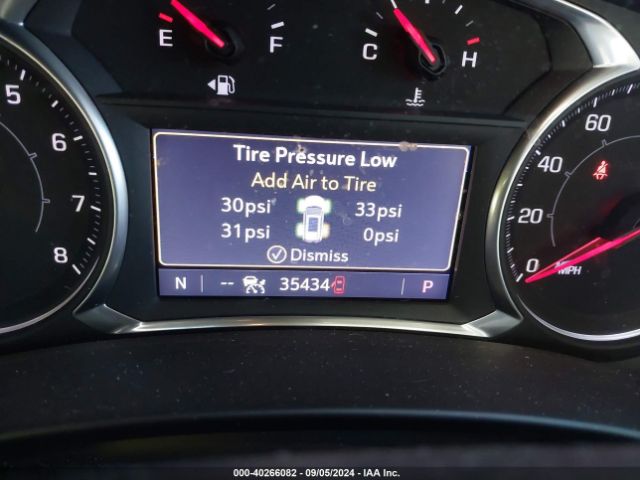 E F C H
5
6
7
8
Tire Pressure Low
Add Air to Tire
30psi 33psi
31psi 0psi
Dismiss
N -- 35434 P
60
40
20
0
MPH
000-40266082 - 09/05/2024 - IAA Inc.